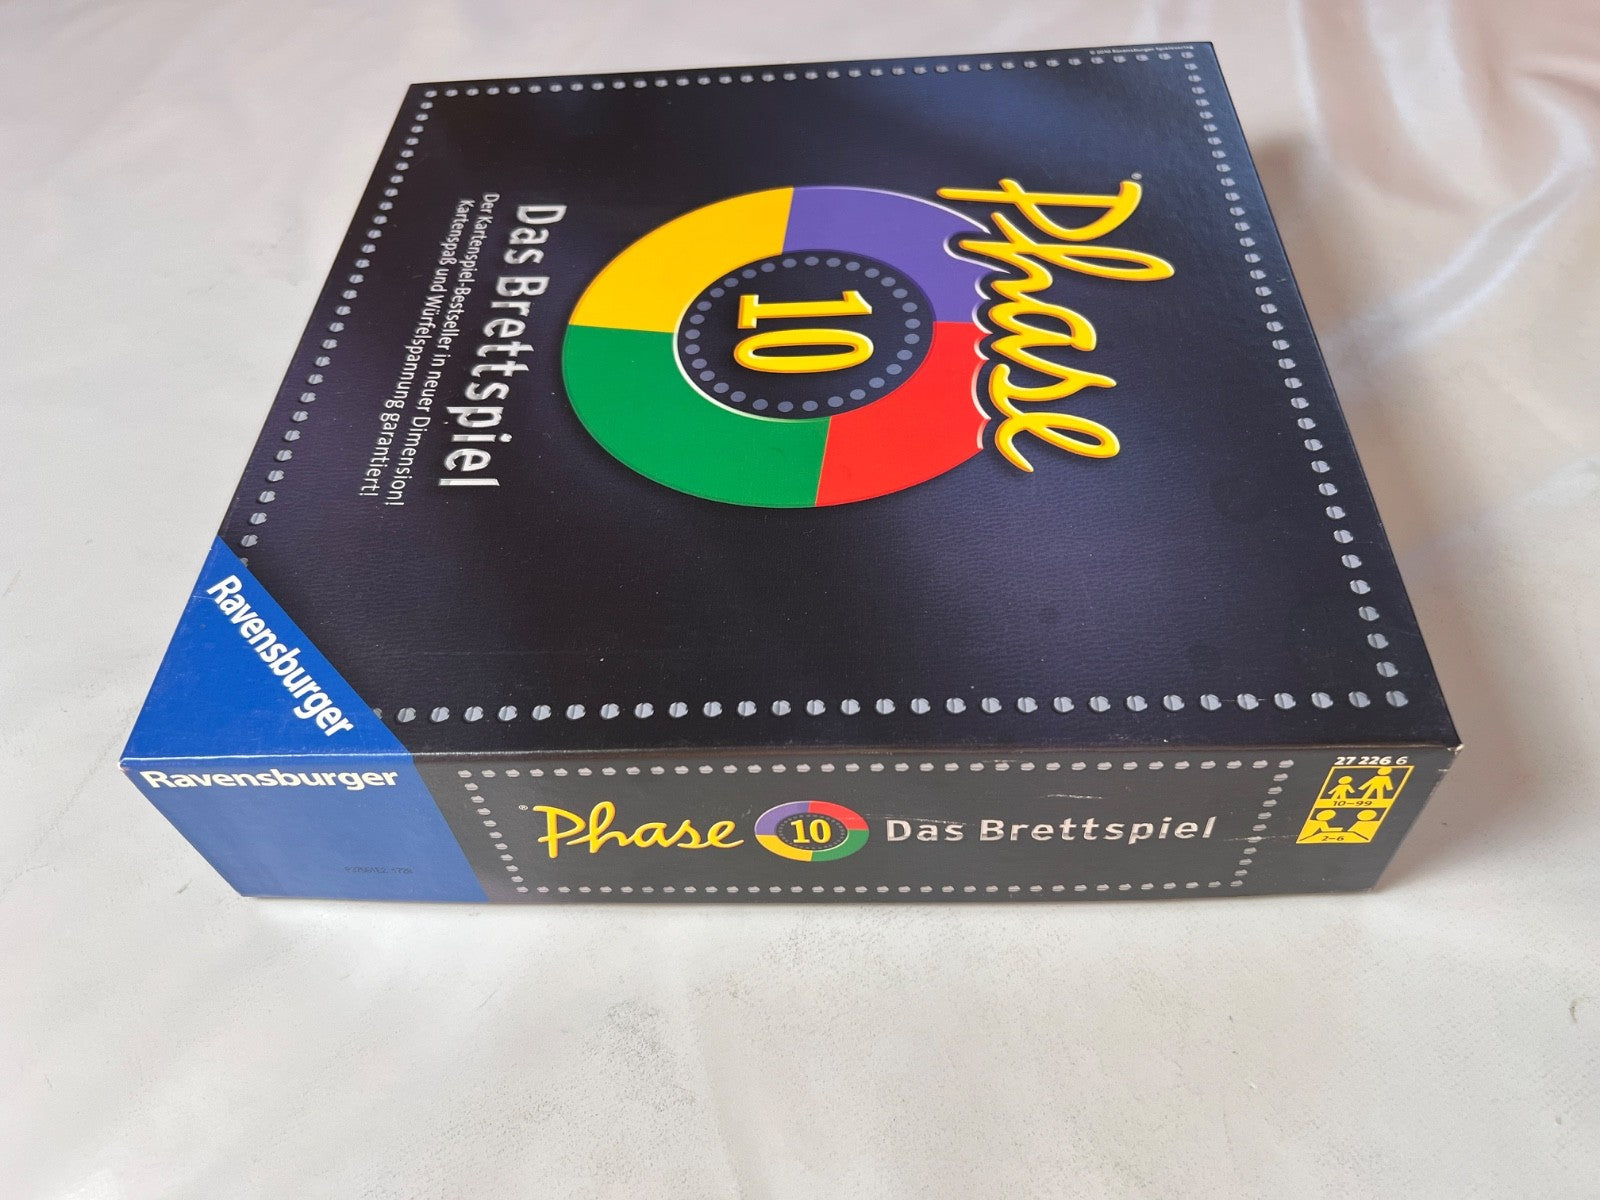 Phase
®
10
Das Brettspiel
Der Kartenspiel-Bestseller in neuer Dimension!
Kartenspaß und Würfelspannung garantiert!
Ravensburger
Ravensburger
® Phase 10 Das Brettspiel
27 226 6
10–99
2–6